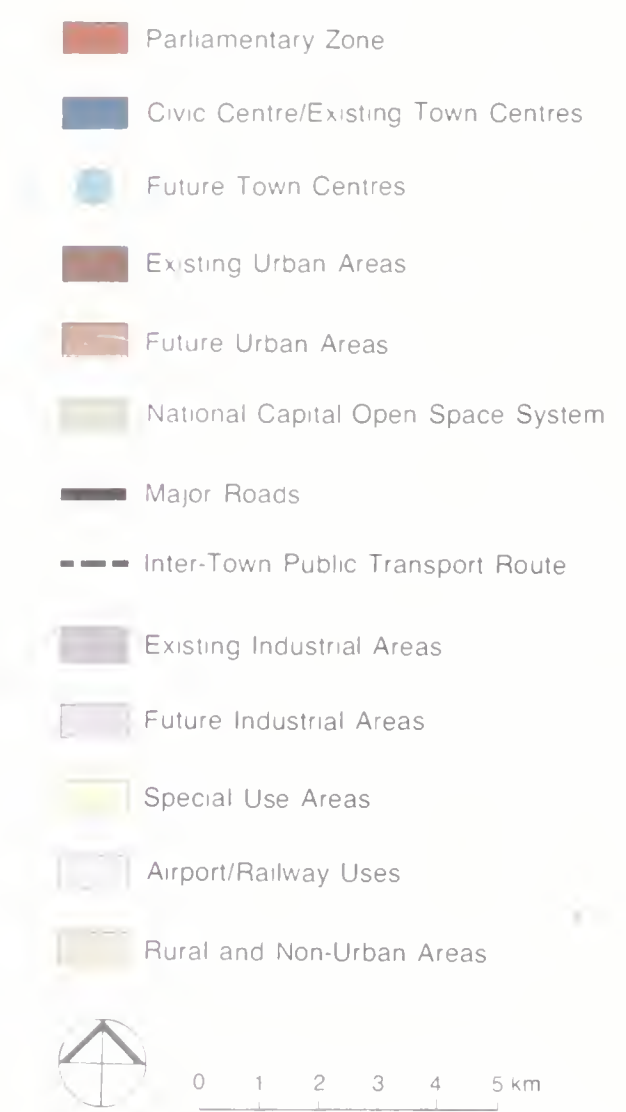 Parliamentary Zone
Civic Centre/Existing Town Centres
Future Town Centres
Existing Urban Areas
Future Urban Areas
National Capital Open Space System
Major Roads
Inter-Town Public Transport Route
Existing Industrial Areas
Future Industrial Areas
Special Use Areas
Airport/Railway Uses
Rural and Non-Urban Areas
0 1 2 3 4 5 km